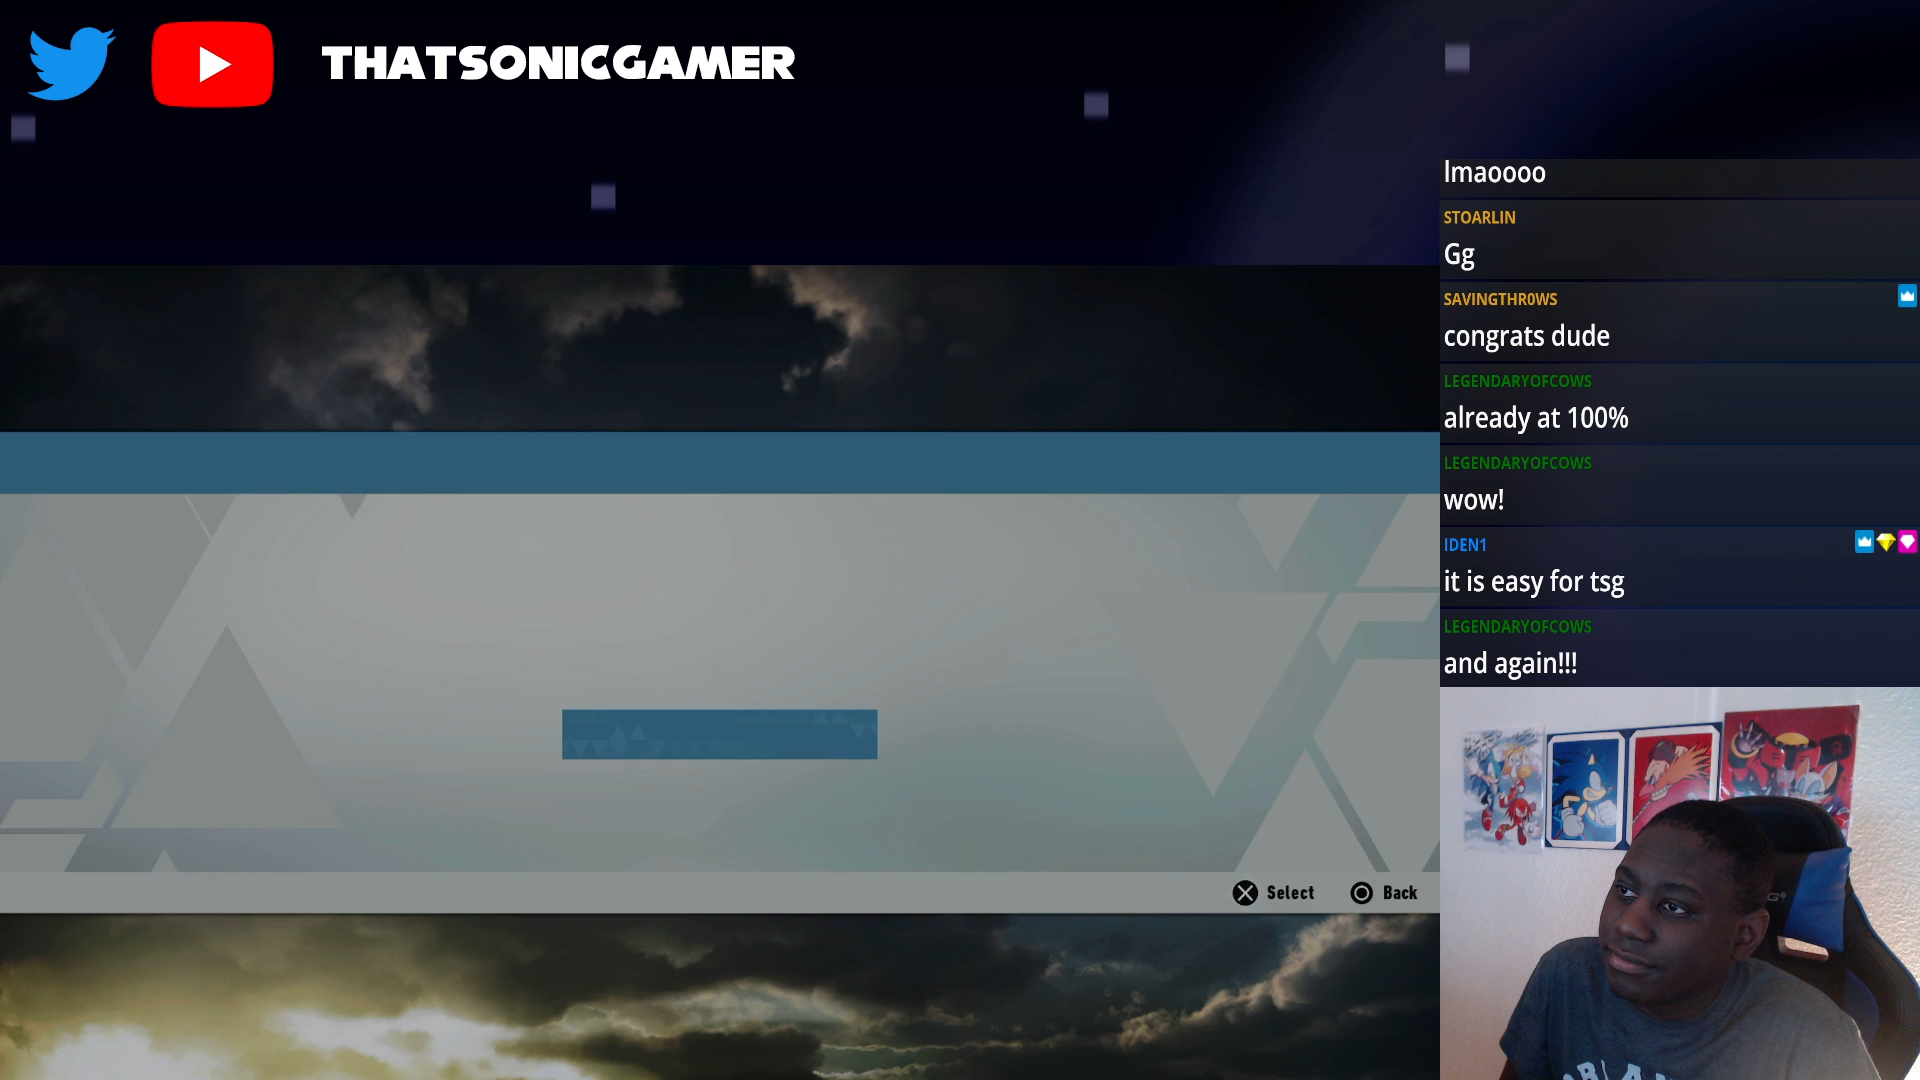 THATSONICGAMER
lmaoooo
STOARLIN
Gg
SAVINGTHR0WS
congrats dude
LEGENDARYOFCOWS
already at 100%
LEGENDARYOFCOWS
wow!
IDEN1
it is easy for tsg
LEGENDARYOFCOWS
and again!!!
Select
Back